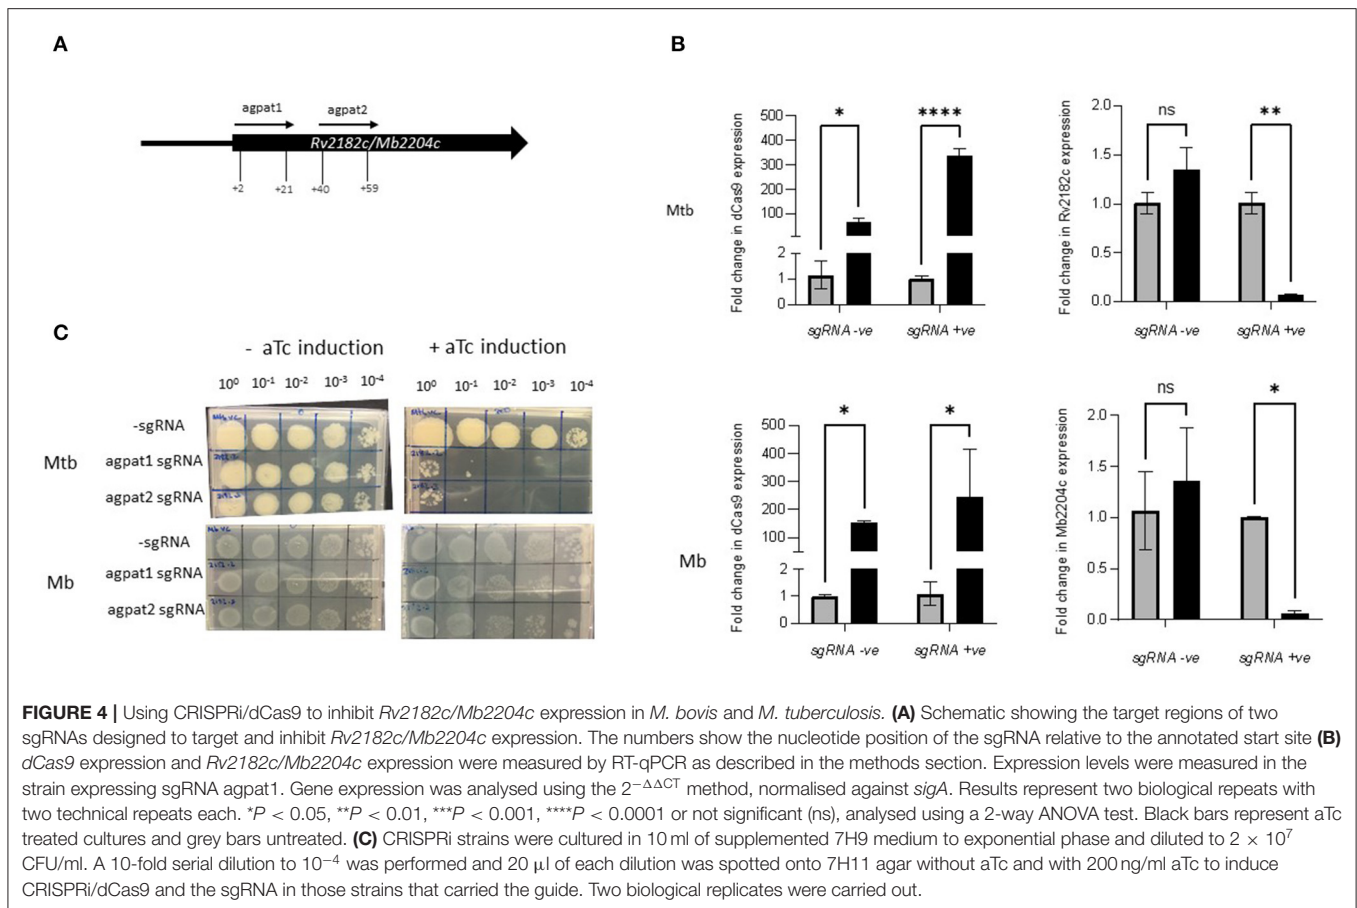 A
agpat1
agpat2
Rv2182c/Mb2204c
+2
+21
+40
+59
B
Mtb
Fold change in dCas9 expression
500
400
300
200
100
2
1
0
*
****
sgRNA -ve
sgRNA +ve
Fold change in Rv2182c expression
2.0
1.5
1.0
0.5
0.0
ns
**
sgRNA -ve
sgRNA +ve
Mb
Fold change in dCas9 expression
500
400
300
200
100
2
1
0
*
*
sgRNA -ve
sgRNA +ve
Fold change in Mb2204c expression
2.0
1.5
1.0
0.5
0.0
ns
*
sgRNA -ve
sgRNA +ve
C
- aTc induction
+ aTc induction
10⁰ 10⁻¹ 10⁻² 10⁻³ 10⁻⁴
10⁰ 10⁻¹ 10⁻² 10⁻³ 10⁻⁴
Mtb
-sgRNA
agpat1 sgRNA
agpat2 sgRNA
Mb
-sgRNA
agpat1 sgRNA
agpat2 sgRNA
FIGURE 4 | Using CRISPRi/dCas9 to inhibit Rv2182c/Mb2204c expression in M. bovis and M. tuberculosis. (A) Schematic showing the target regions of two
sgRNAs designed to target and inhibit Rv2182c/Mb2204c expression. The numbers show the nucleotide position of the sgRNA relative to the annotated start site (B)
dCas9 expression and Rv2182c/Mb2204c expression were measured by RT-qPCR as described in the methods section. Expression levels were measured in the
strain expressing sgRNA agpat1. Gene expression was analysed using the 2⁻ΔΔCT method, normalised against sigA. Results represent two biological repeats with
two technical repeats each. *P < 0.05, **P < 0.01, ***P < 0.001, ****P < 0.0001 or not significant (ns), analysed using a 2-way ANOVA test. Black bars represent aTc
treated cultures and grey bars untreated. (C) CRISPRi strains were cultured in 10 ml of supplemented 7H9 medium to exponential phase and diluted to 2 × 10⁷
CFU/ml. A 10-fold serial dilution to 10⁻⁴ was performed and 20 μl of each dilution was spotted onto 7H11 agar without aTc and with 200 ng/ml aTc to induce
CRISPRi/dCas9 and the sgRNA in those strains that carried the guide. Two biological replicates were carried out.